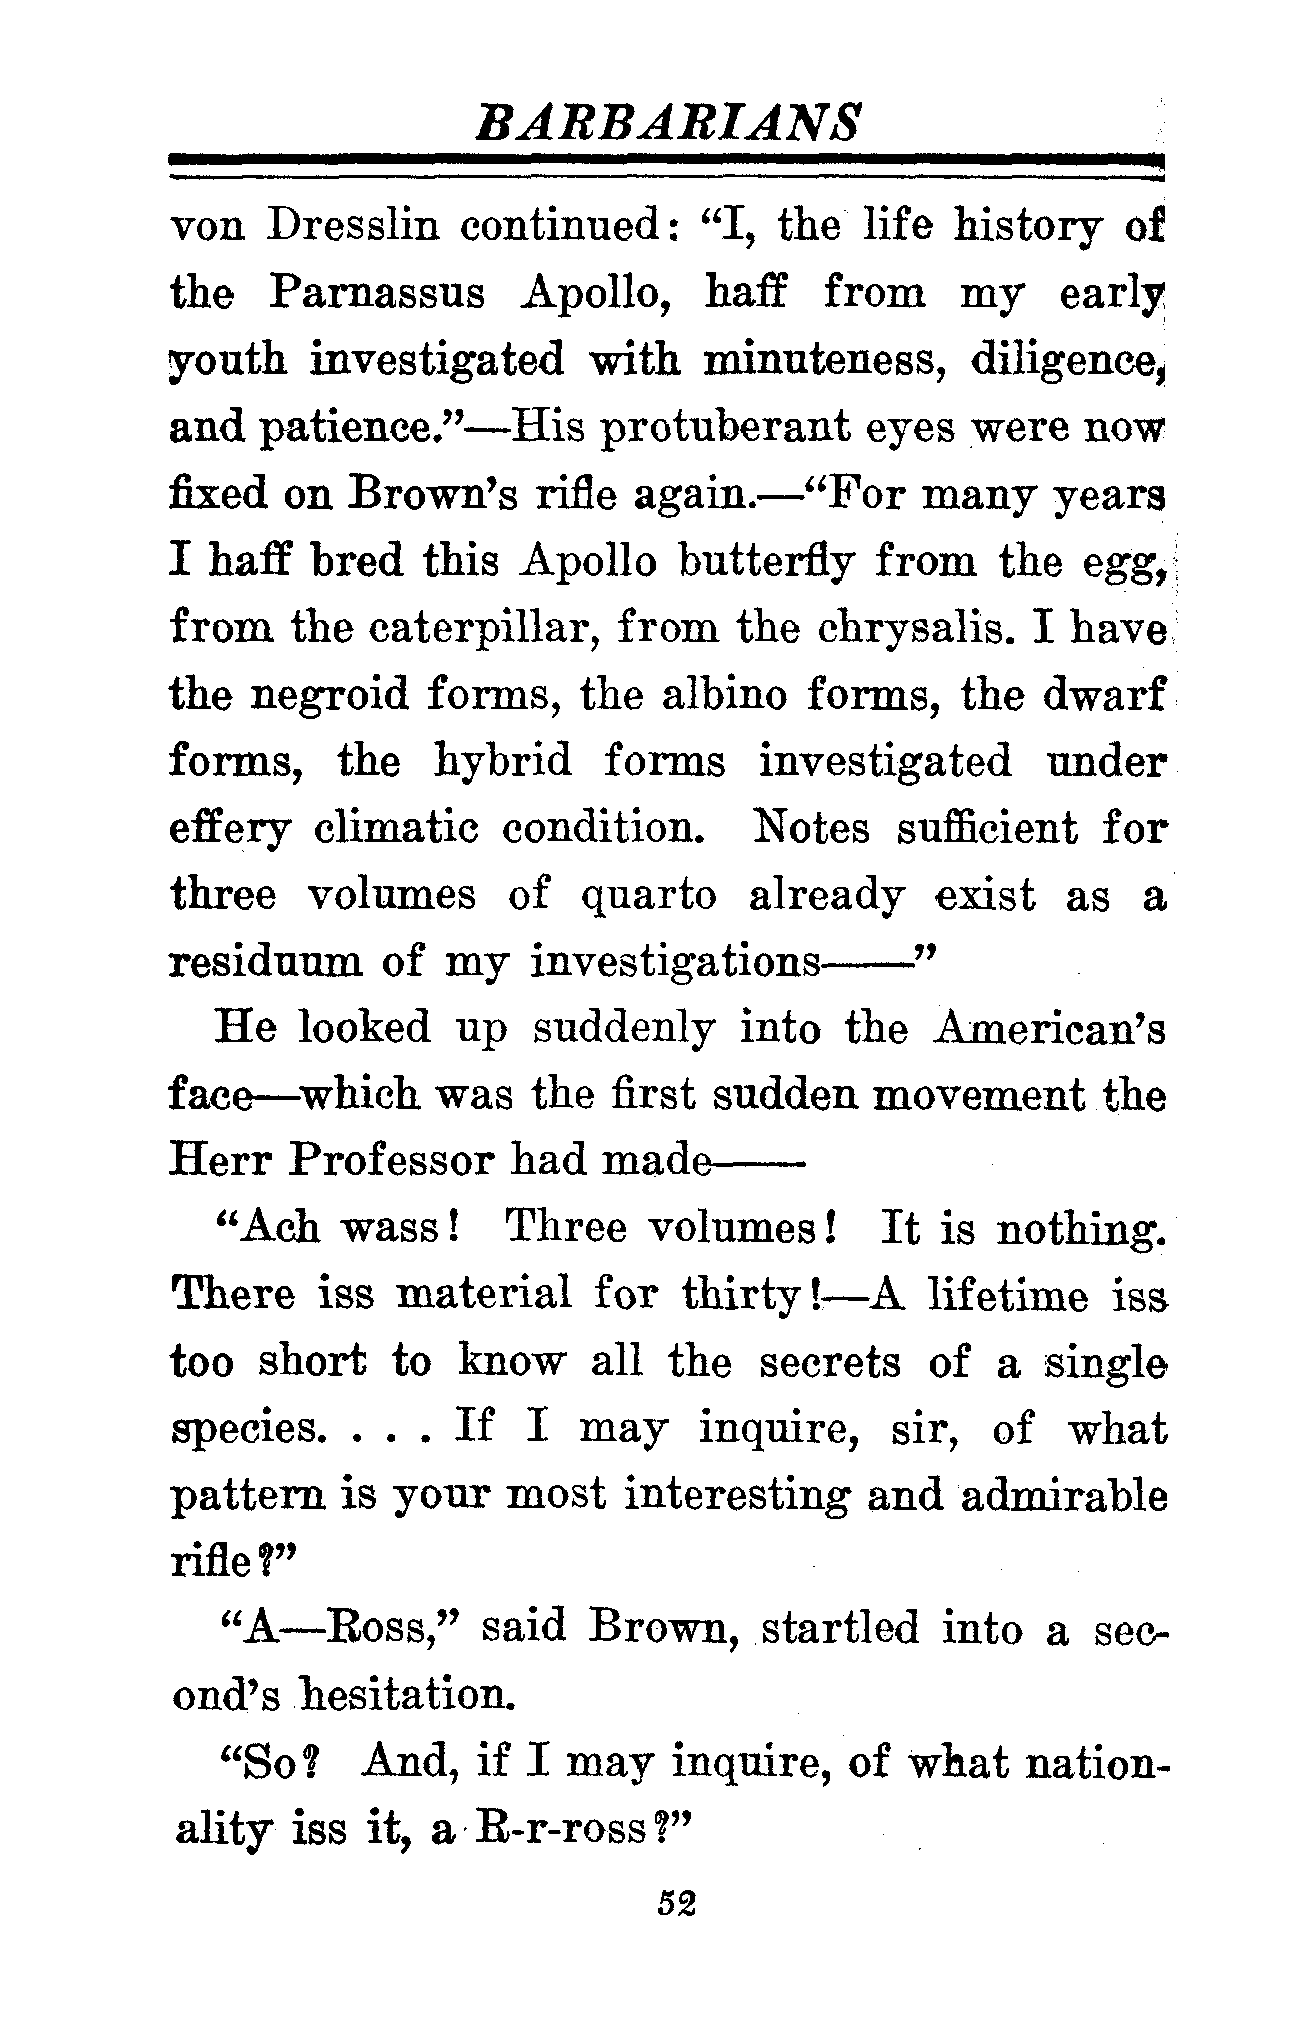 BARBARIANS
von Dresslin continued: “I, the life history of
the Parnassus Apollo, haff from my early
youth investigated with minuteness, diligence,
and patience.”—His protuberant eyes were now
fixed on Brown’s rifle again.—“For many years
I haff bred this Apollo butterfly from the egg,
from the caterpillar, from the chrysalis. I have
the negroid forms, the albino forms, the dwarf
forms, the hybrid forms investigated under
effery climatic condition. Notes sufficient for
three volumes of quarto already exist as a
residuum of my investigations——”
He looked up suddenly into the American’s
face—which was the first sudden movement the
Herr Professor had made——
“Ach wass! Three volumes! It is nothing.
There iss material for thirty!—A lifetime iss
too short to know all the secrets of a single
species. . . . If I may inquire, sir, of what
pattern is your most interesting and admirable
rifle?”
“A—Ross,” said Brown, startled into a sec-
ond’s hesitation.
“So? And, if I may inquire, of what nation-
ality iss it, a R-r-ross?”
52